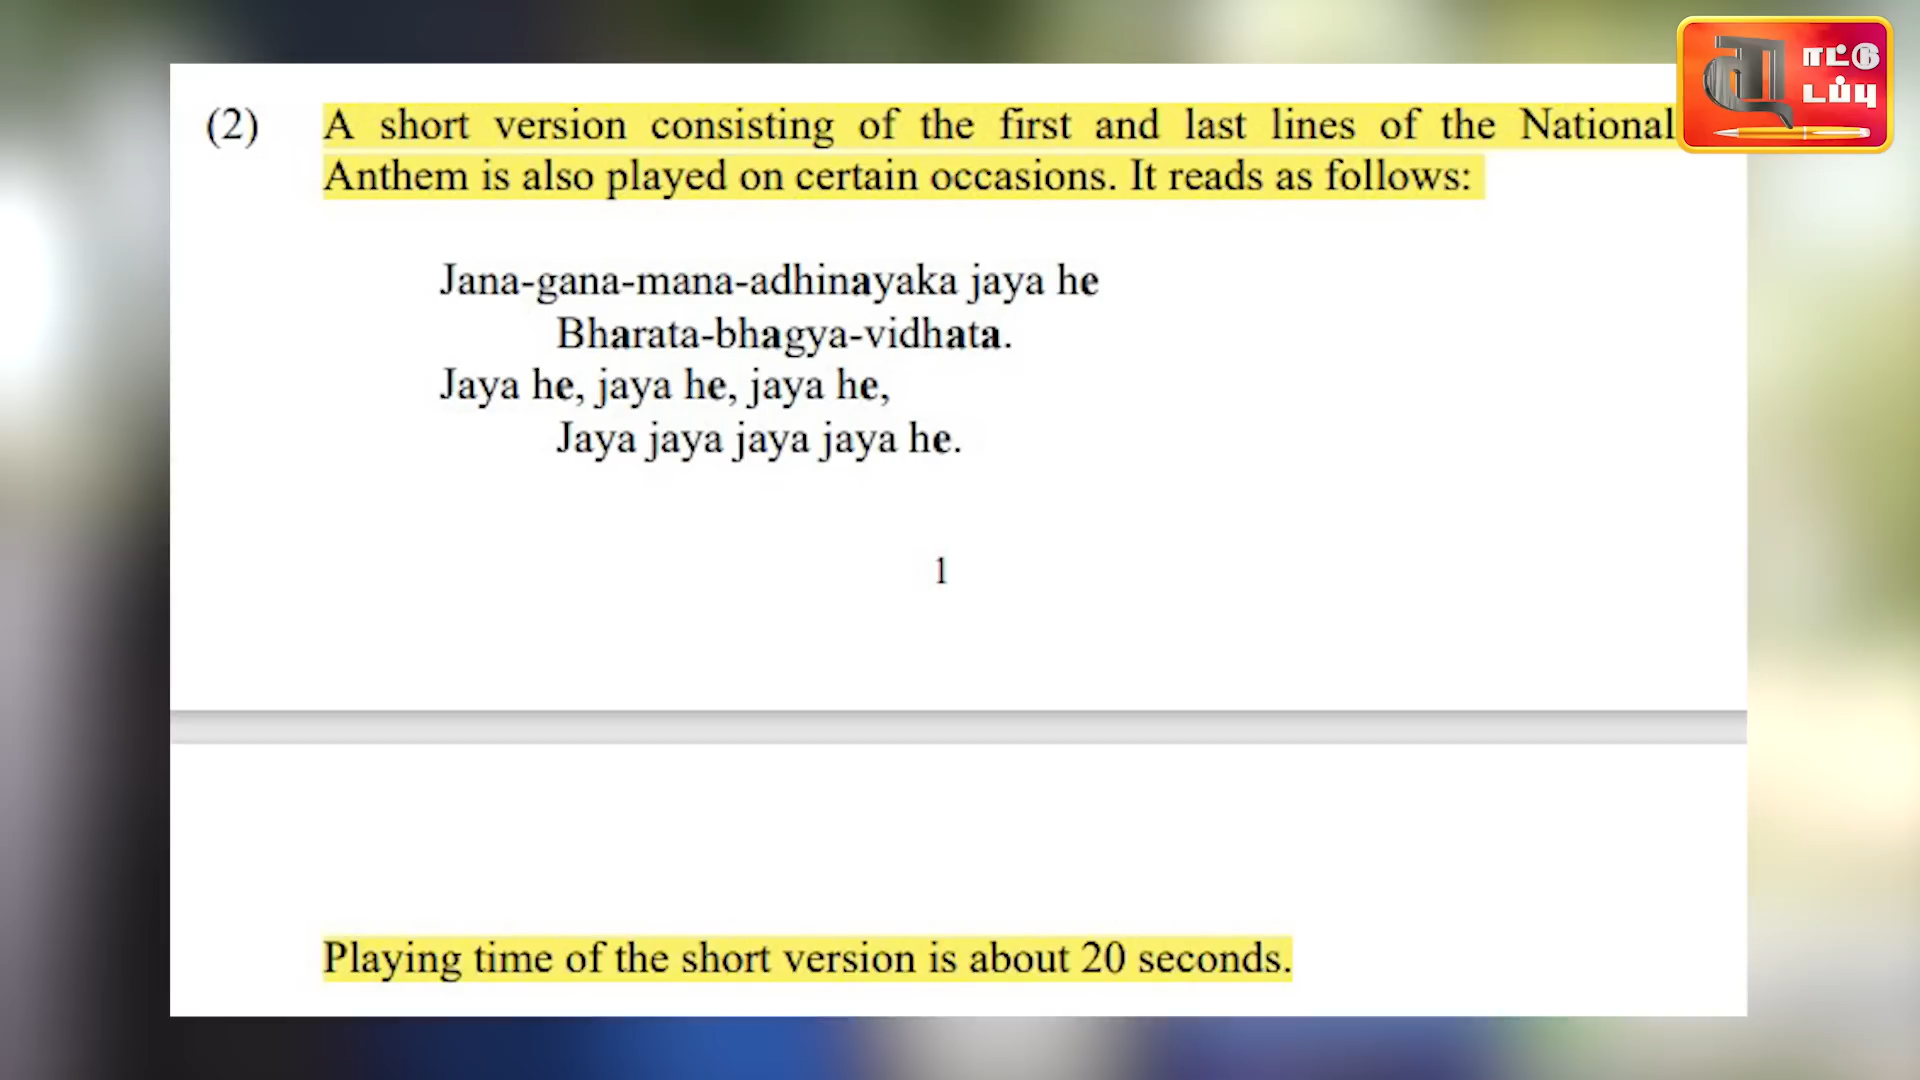 (2) A short version consisting of the first and last lines of the National
Anthem is also played on certain occasions. It reads as follows:
Jana-gana-mana-adhinayaka jaya he
Bharata-bhagya-vidhata.
Jaya he, jaya he, jaya he,
Jaya jaya jaya jaya he.
1
Playing time of the short version is about 20 seconds.
ாட்டு
டம்பு